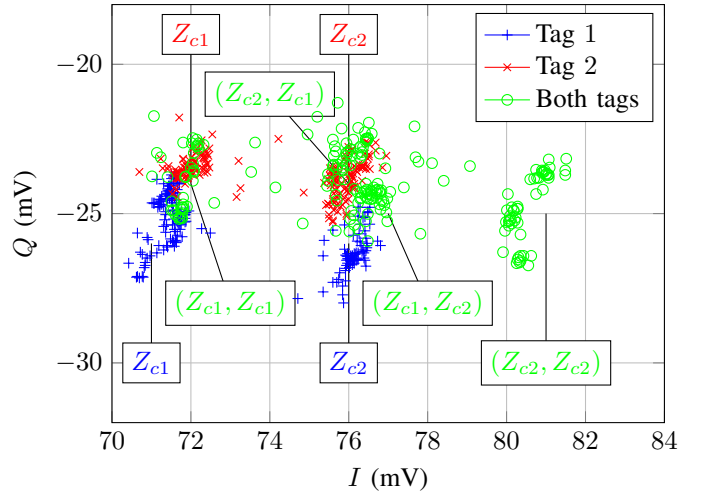 Z_{c1}
Z_{c2}
Tag 1
Tag 2
Both tags
(Z_{c2}, Z_{c1})
−20
−25
−30
Q (mV)
(Z_{c1}, Z_{c1})
(Z_{c1}, Z_{c2})
Z_{c1}
Z_{c2}
(Z_{c2}, Z_{c2})
70 72 74 76 78 80 82 84
I (mV)